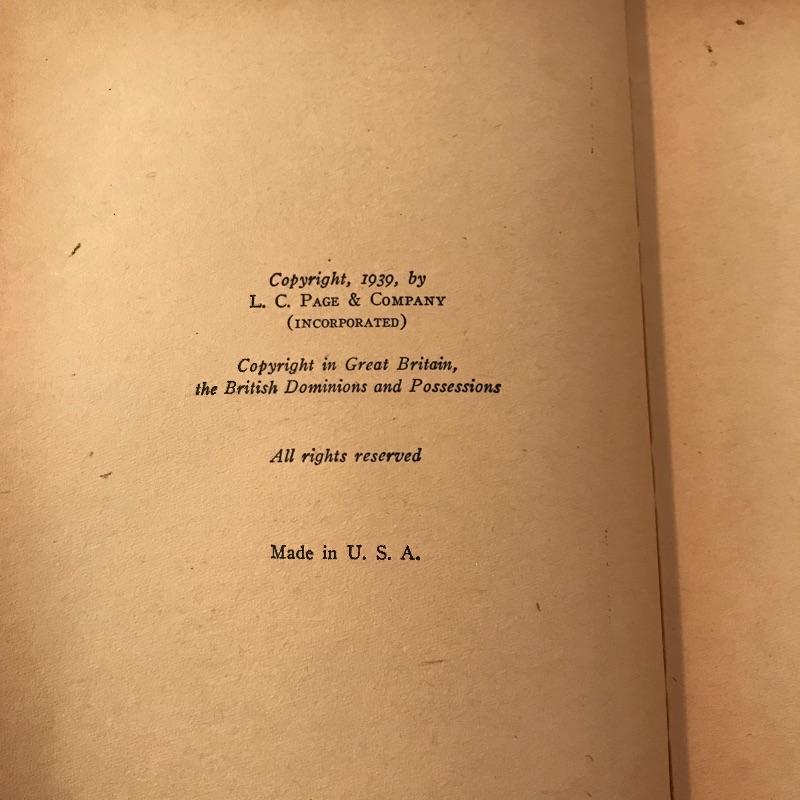 Copyright, 1939, by
L. C. PAGE & COMPANY
(INCORPORATED)
Copyright in Great Britain,
the British Dominions and Possessions
All rights reserved
Made in U. S. A.